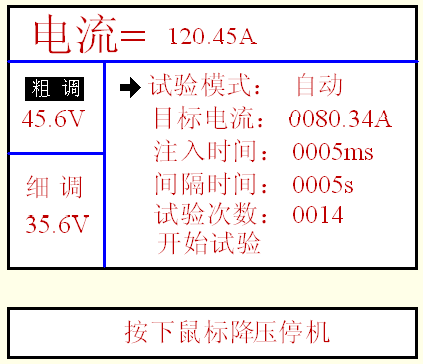 电流= 120.45A
粗 调
45.6V
细 调
35.6V
试验模式： 自动
目标电流： 0080.34A
注入时间： 0005ms
间隔时间： 0005s
试验次数： 0014
开始试验
按下鼠标降压停机